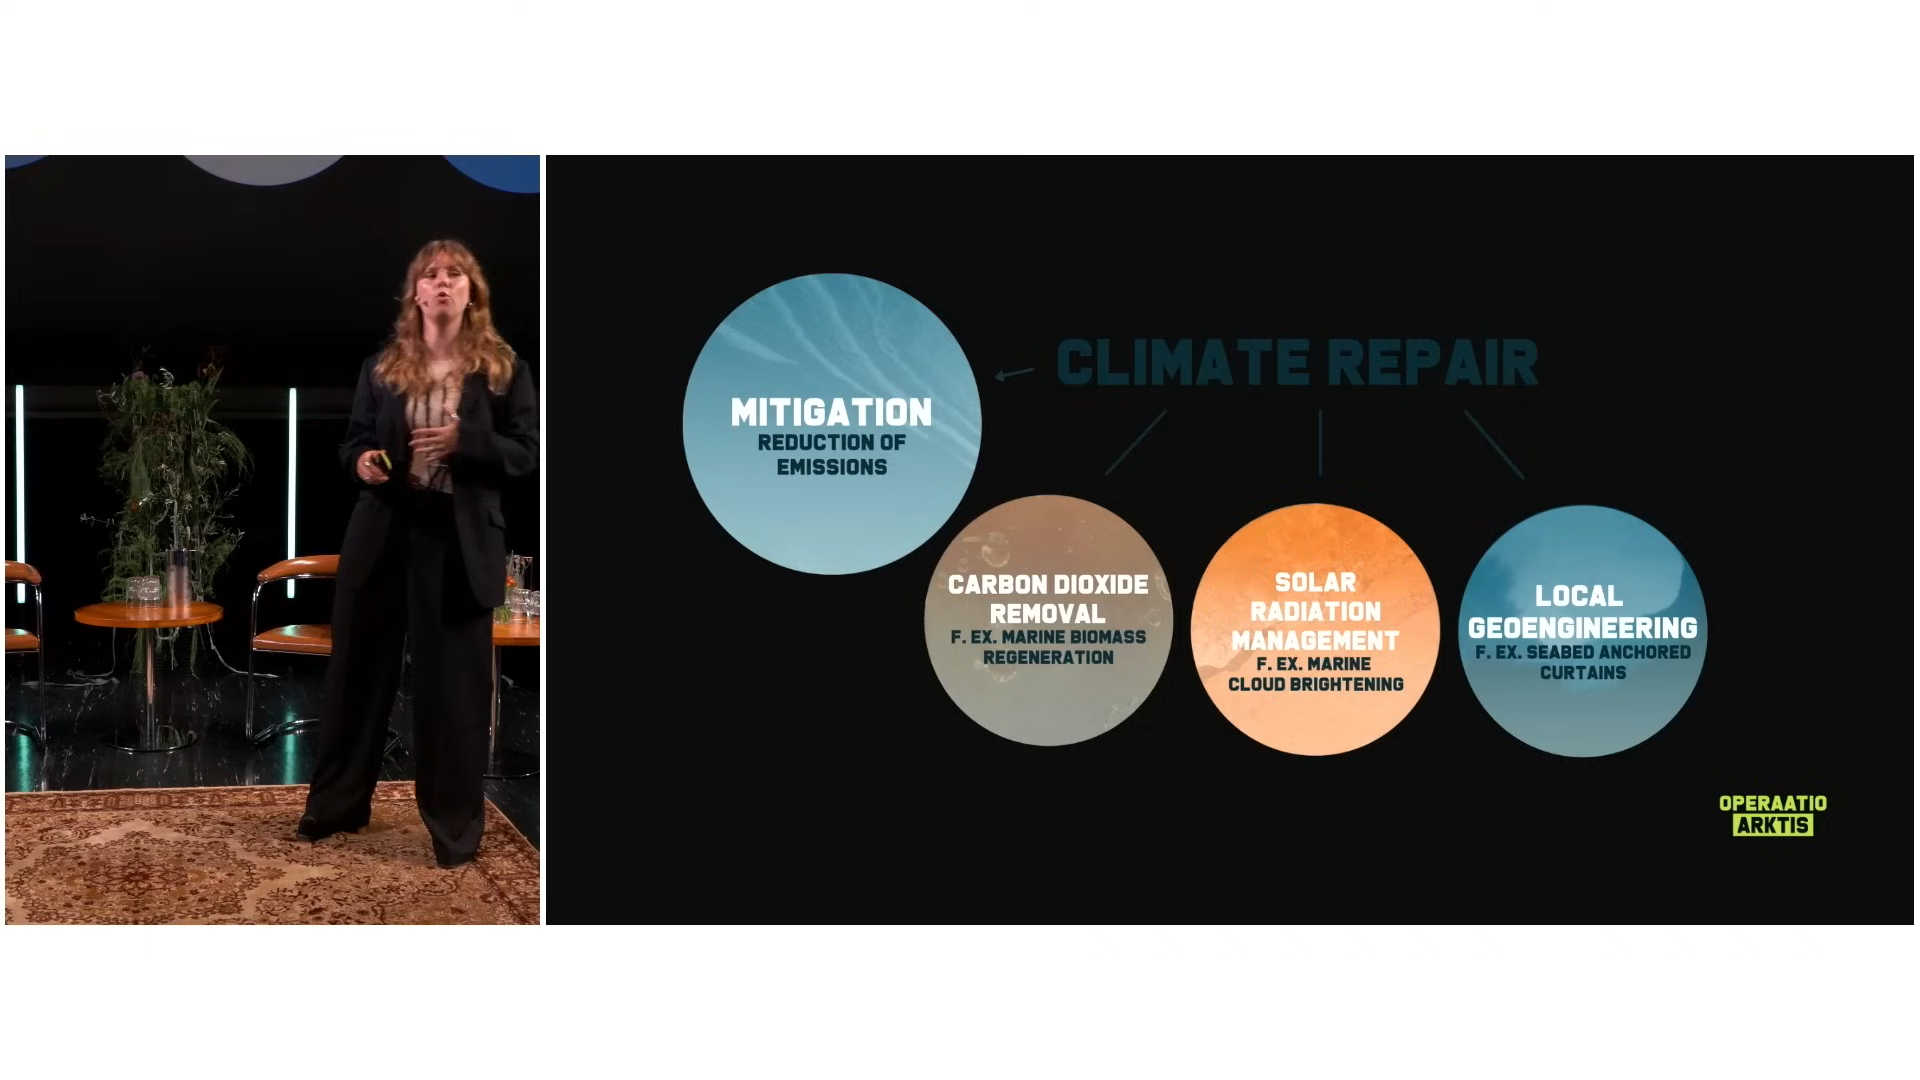 CLIMATE REPAIR
MITIGATION
REDUCTION OF
EMISSIONS
CARBON DIOXIDE
REMOVAL
F. EX. MARINE BIOMASS
REGENERATION
SOLAR
RADIATION
MANAGEMENT
F. EX. MARINE
CLOUD BRIGHTENING
LOCAL
GEOENGINEERING
F. EX. SEABED ANCHORED
CURTAINS
OPERAATIO
ARKTIS